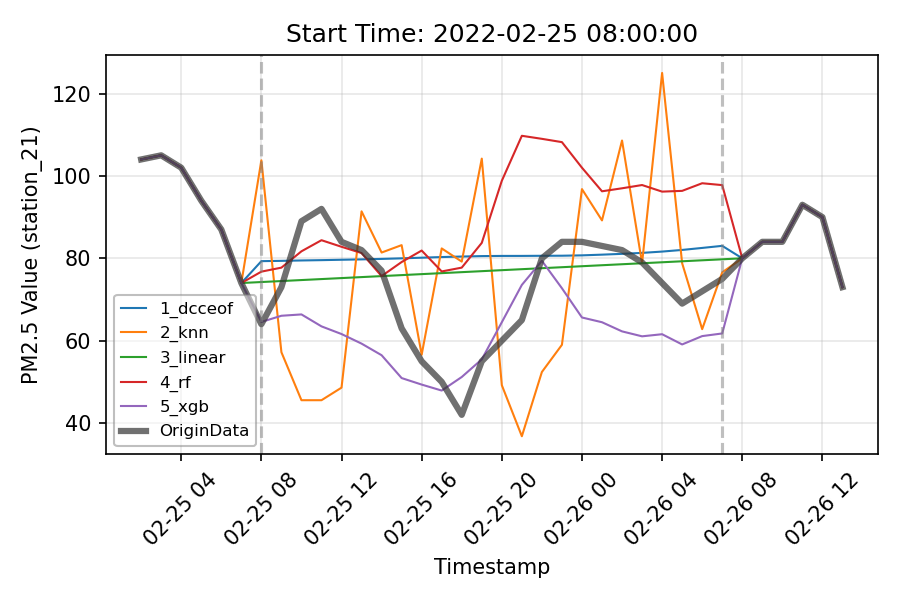 Start Time: 2022-02-25 08:00:00
PM2.5 Value (station_21)
120
100
80
60
40
1_dcceof
2_knn
3_linear
4_rf
5_xgb
OriginData
02-25 04
02-25 08
02-25 12
02-25 16
02-25 20
02-26 00
02-26 04
02-26 08
02-26 12
Timestamp